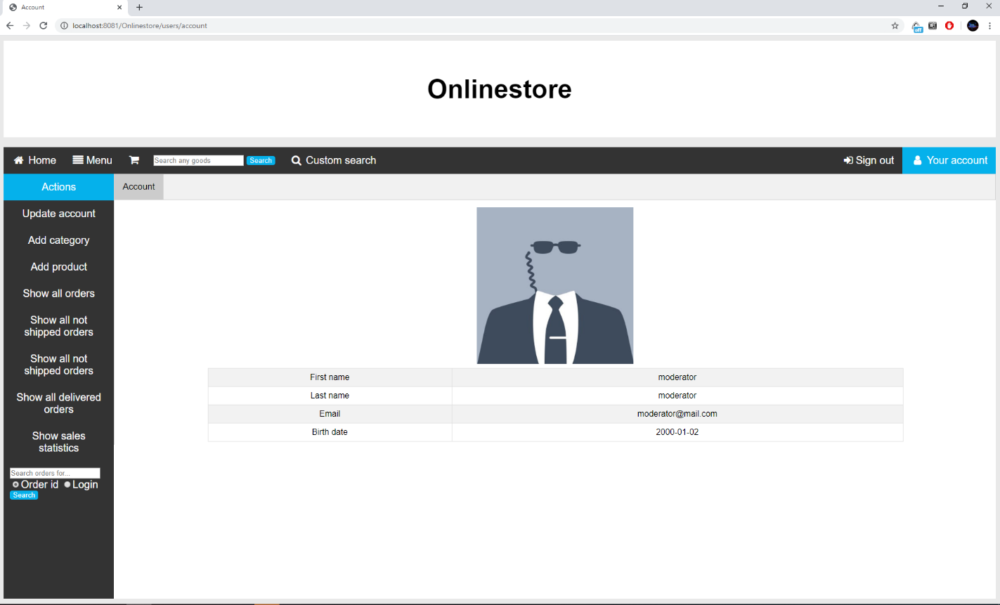 Account
localhost:8081/Onlinestore/users/account
off
Onlinestore
Home Menu Search any goods Search Custom search Sign out Your account
Actions
Account
Update account
Add category
Add product
Show all orders
Show all not
shipped orders
Show all not
shipped orders
Show all delivered
orders
Show sales
statistics
Search orders for...
Order id Login
Search
First name moderator
Last name moderator
Email moderator@mail.com
Birth date 2000-01-02